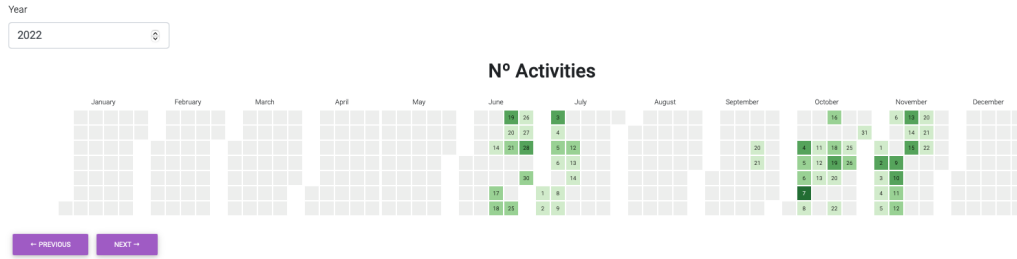 Year
2022
Nº Activities
January February March April May June July August September October November December
19 26 3 16 6 13 20
20 27 4 31 14 21
14 21 28 5 12 20 4 11 18 25 1 15 22
6 13 21 5 12 19 26 2 9
30 14 6 13 20 3 10
17 1 8 7 4 11
18 25 2 9 8 22 5 12
← PREVIOUS NEXT →